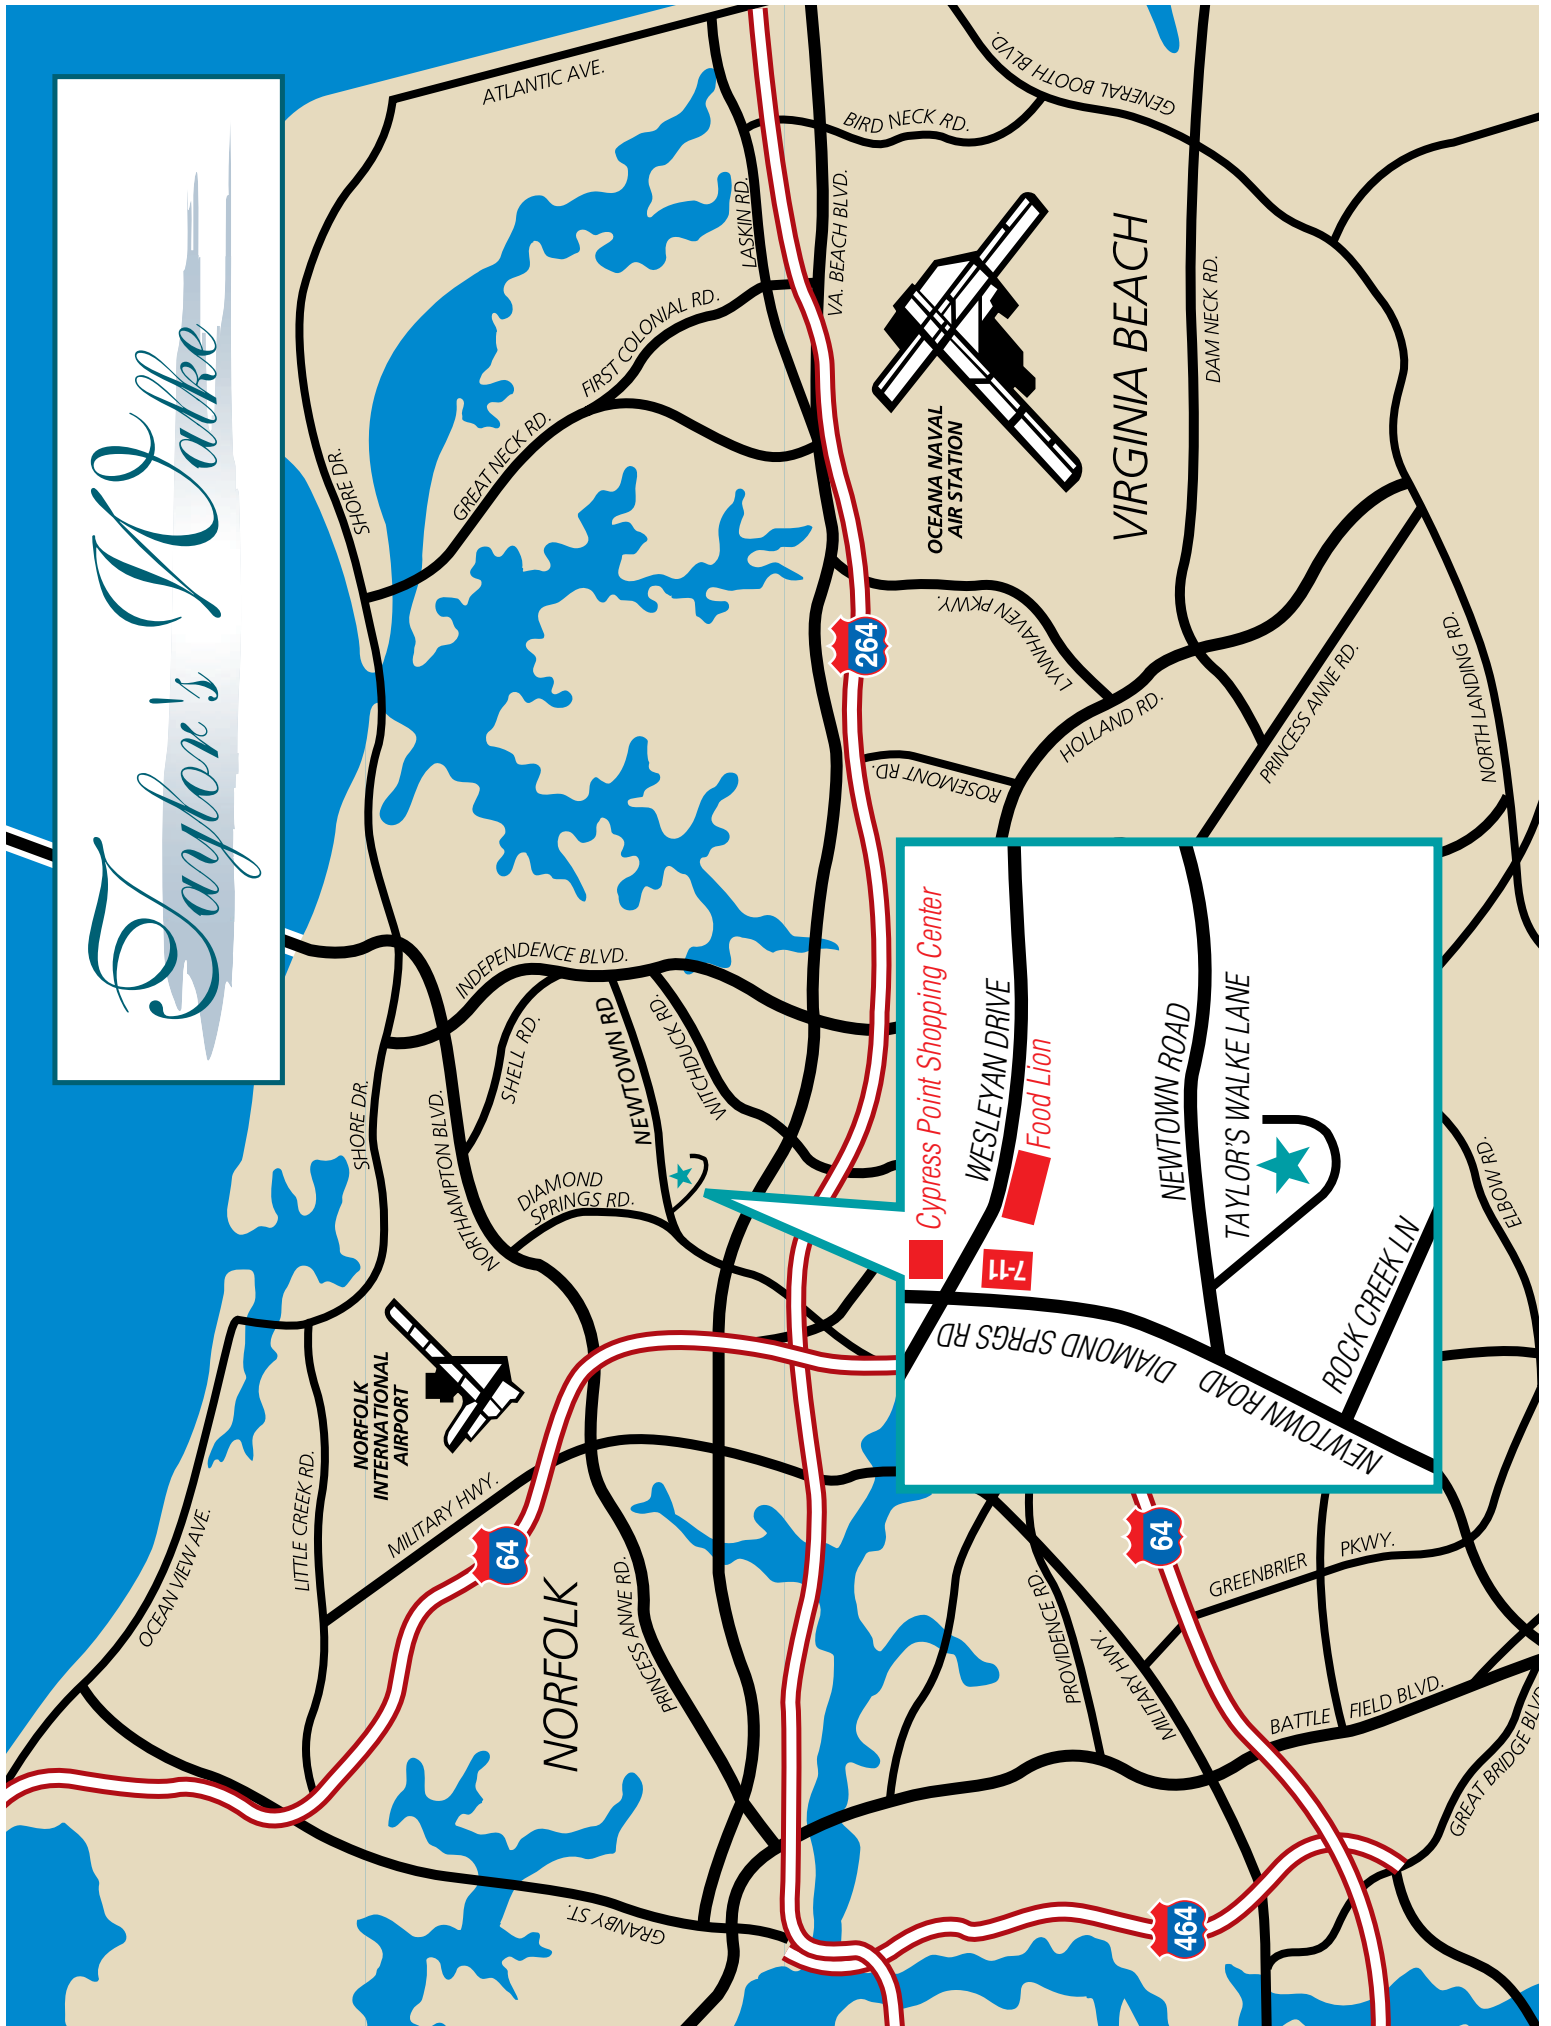 Taylor's Walke
ATLANTIC AVE.
GENERAL BOOTH BLVD.
BIRD NECK RD.
LASKIN RD.
VA. BEACH BLVD.
FIRST COLONIAL RD.
GREAT NECK RD.
SHORE DR.
OCEANA NAVAL
AIR STATION
VIRGINIA BEACH
DAM NECK RD.
264
LYNNHAVEN PKWY.
HOLLAND RD.
PRINCESS ANNE RD.
NORTH LANDING RD.
ROSEMONT RD.
INDEPENDENCE BLVD.
SHELL RD.
NEWTOWN RD
WITCHDUCK RD.
SHORE DR.
NORTHAMPTON BLVD.
DIAMOND
SPRINGS RD.
Cypress Point Shopping Center
WESLEYAN DRIVE
Food Lion
7-11
NEWTOWN ROAD
TAYLOR'S WALKE LANE
DIAMOND SPRGS RD
NEWTOWN ROAD
ROCK CREEK LN
ELBOW RD.
NORFOLK
INTERNATIONAL
AIRPORT
LITTLE CREEK RD.
MILITARY HWY.
OCEAN VIEW AVE.
64
NORFOLK
PRINCESS ANNE RD.
64
GREENBRIER PKWY.
PROVIDENCE RD.
MILITARY HWY.
BATTLE FIELD BLVD.
GREAT BRIDGE BLVD.
GRANBY ST.
464